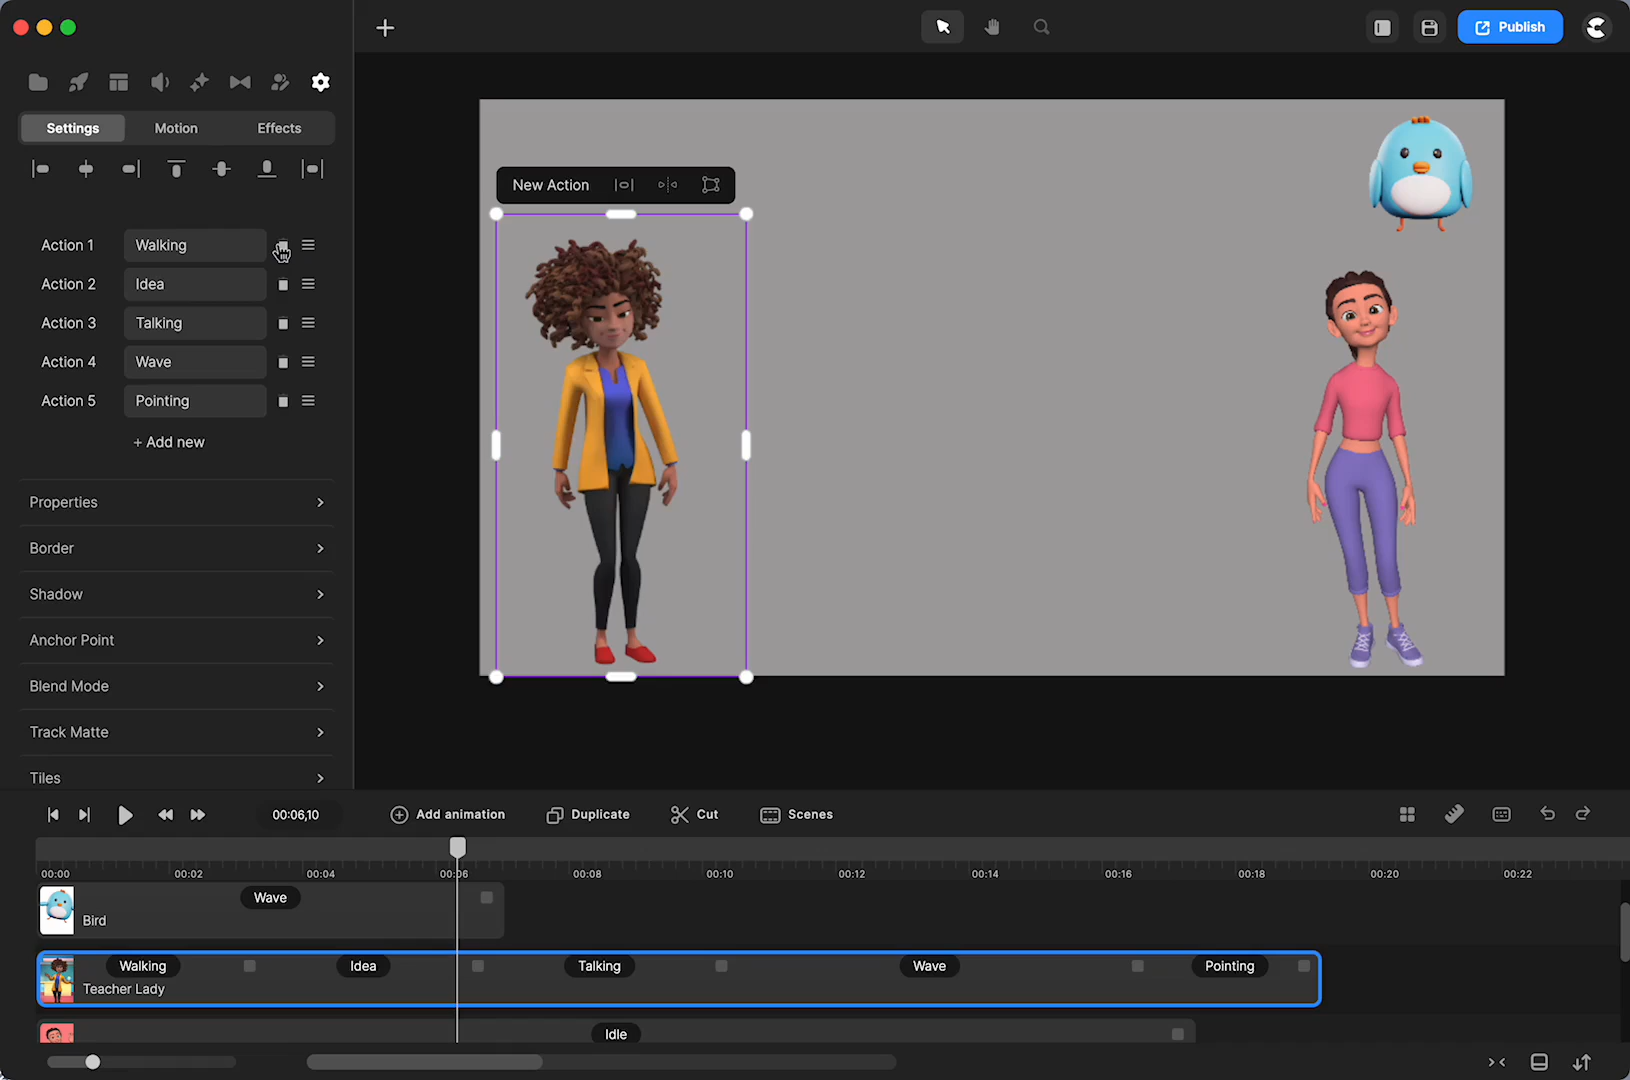 Publish
Settings Motion Effects
New Action
Action 1 Walking
Action 2 Idea
Action 3 Talking
Action 4 Wave
Action 5 Pointing
+ Add new
Properties
Border
Shadow
Anchor Point
Blend Mode
Track Matte
Tiles
00:06,10 Add animation Duplicate Cut Scenes
00:00 00:02 00:04 00:06 00:08 00:10 00:12 00:14 00:16 00:18 00:20 00:22
Wave
Bird
Walking Idea Talking Wave Pointing
Teacher Lady
Idle